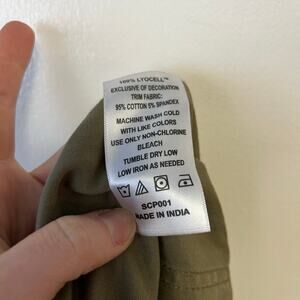 100% LYOCELL™
EXCLUSIVE OF DECORATION
TRIM FABRIC:
95% COTTON 5% SPANDEX
MACHINE WASH COLD
WITH LIKE COLORS
USE ONLY NON-CHLORINE
BLEACH
TUMBLE DRY LOW
LOW IRON AS NEEDED
SCP001
MADE IN INDIA